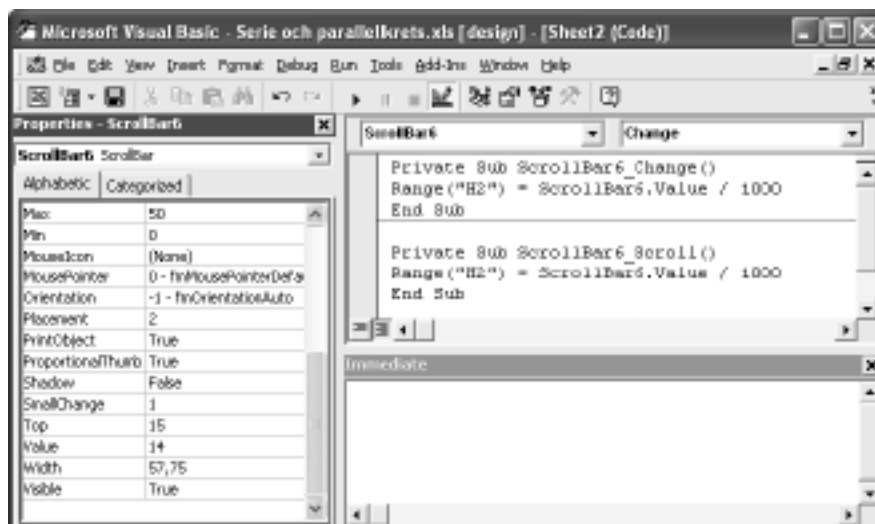 Microsoft Visual Basic - Serie och parallellkrets.xls [design] - [Sheet2 (Code)]
File Edit View Insert Format Debug Run Tools Add-Ins Window Help
Properties - ScrollBar6
ScrollBar6 ScrollBar
Alphabetic Categorized
Max 50
Min 0
MouseIcon (None)
MousePointer 0 - fmMousePointerDefa
Orientation -1 - fmOrientationAuto
Placement 2
PrintObject True
ProportionalThumb True
Shadow False
SmallChange 1
Top 15
Value 14
Width 57,75
Visible True
ScrollBar6 Change
Private Sub ScrollBar6_Change()
Range("H2") = ScrollBar6.Value / 1000
End Sub
Private Sub ScrollBar6_Scroll()
Range("H2") = ScrollBar6.Value / 1000
End Sub
Immediate